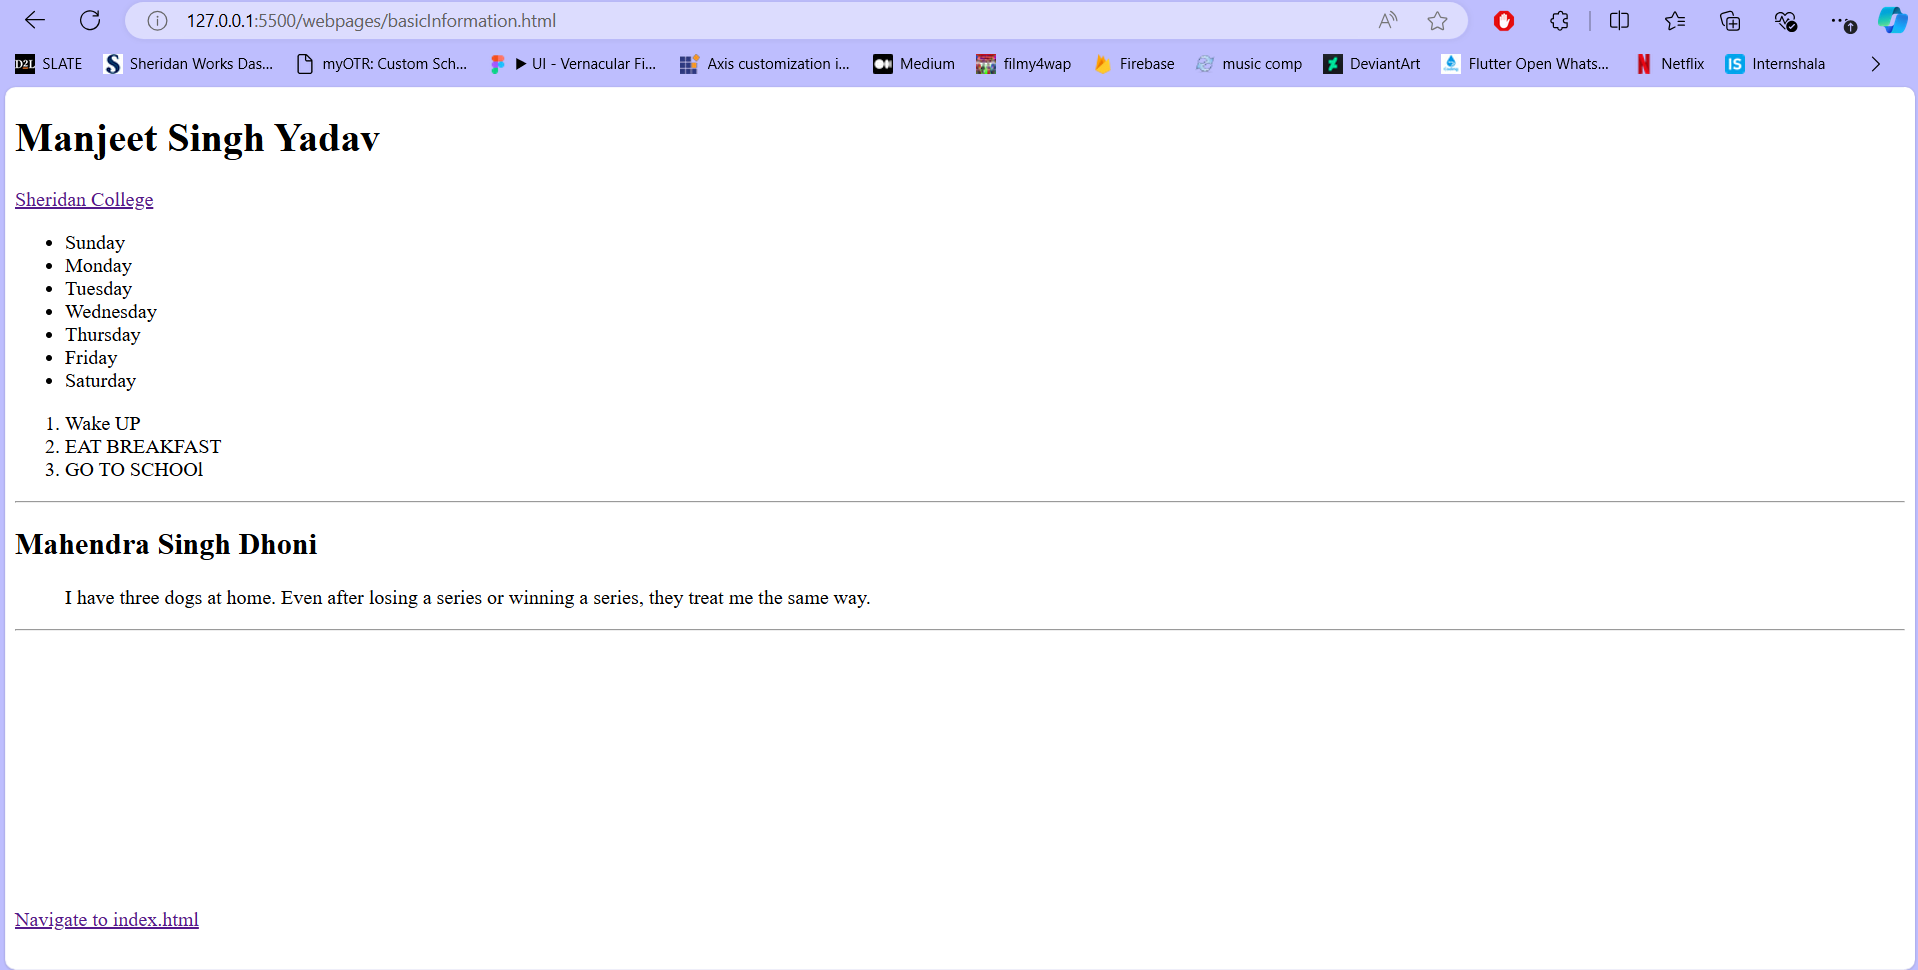 127.0.0.1:5500/webpages/basicInformation.html
D2L SLATE S Sheridan Works Das... myOTR: Custom Sch... ▶ UI - Vernacular Fi... Axis customization i... Medium filmy4wap Firebase music comp DeviantArt Flutter Open Whats... N Netflix IS Internshala
Manjeet Singh Yadav
Sheridan College
• Sunday
• Monday
• Tuesday
• Wednesday
• Thursday
• Friday
• Saturday
1. Wake UP
2. EAT BREAKFAST
3. GO TO SCHOOl
Mahendra Singh Dhoni
I have three dogs at home. Even after losing a series or winning a series, they treat me the same way.
Navigate to index.html